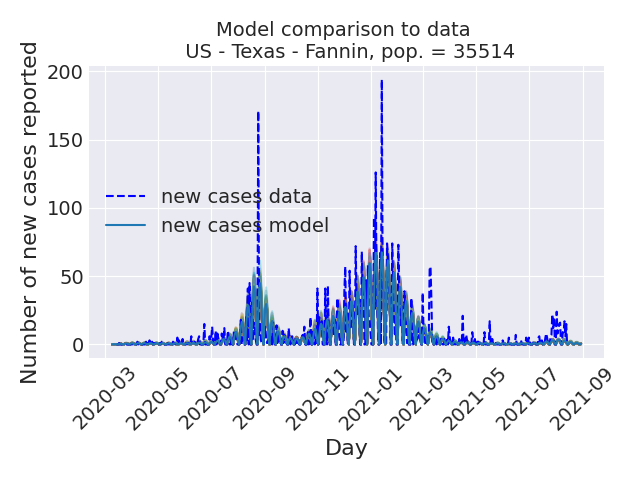 Model comparison to data
US - Texas - Fannin, pop. = 35514
Number of new cases reported
200
150
100
50
0
new cases data
new cases model
2020-03
2020-05
2020-07
2020-09
2020-11
2021-01
2021-03
2021-05
2021-07
2021-09
Day